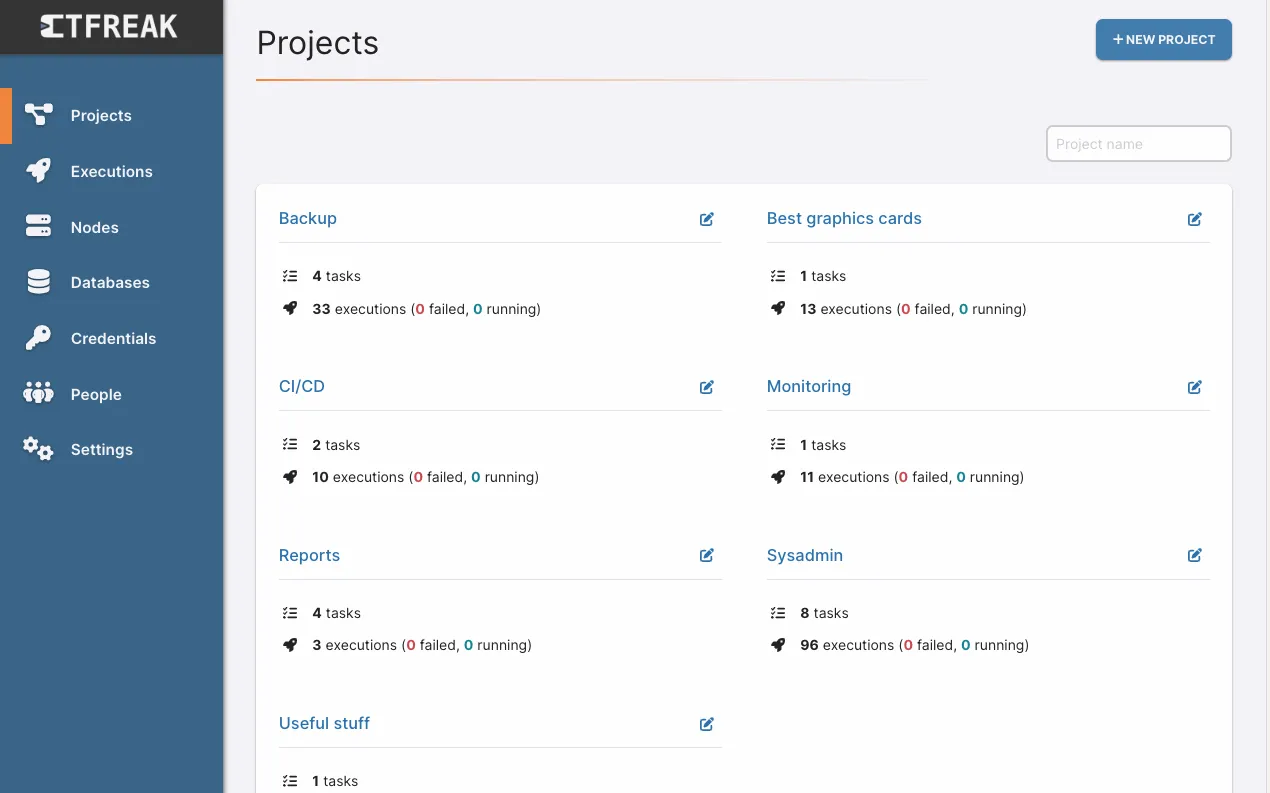 CTFREAK
Projects
Executions
Nodes
Databases
Credentials
People
Settings
Projects
+ NEW PROJECT
Project name
Backup
4 tasks
33 executions (0 failed, 0 running)
Best graphics cards
1 tasks
13 executions (0 failed, 0 running)
CI/CD
2 tasks
10 executions (0 failed, 0 running)
Monitoring
1 tasks
11 executions (0 failed, 0 running)
Reports
4 tasks
3 executions (0 failed, 0 running)
Sysadmin
8 tasks
96 executions (0 failed, 0 running)
Useful stuff
1 tasks